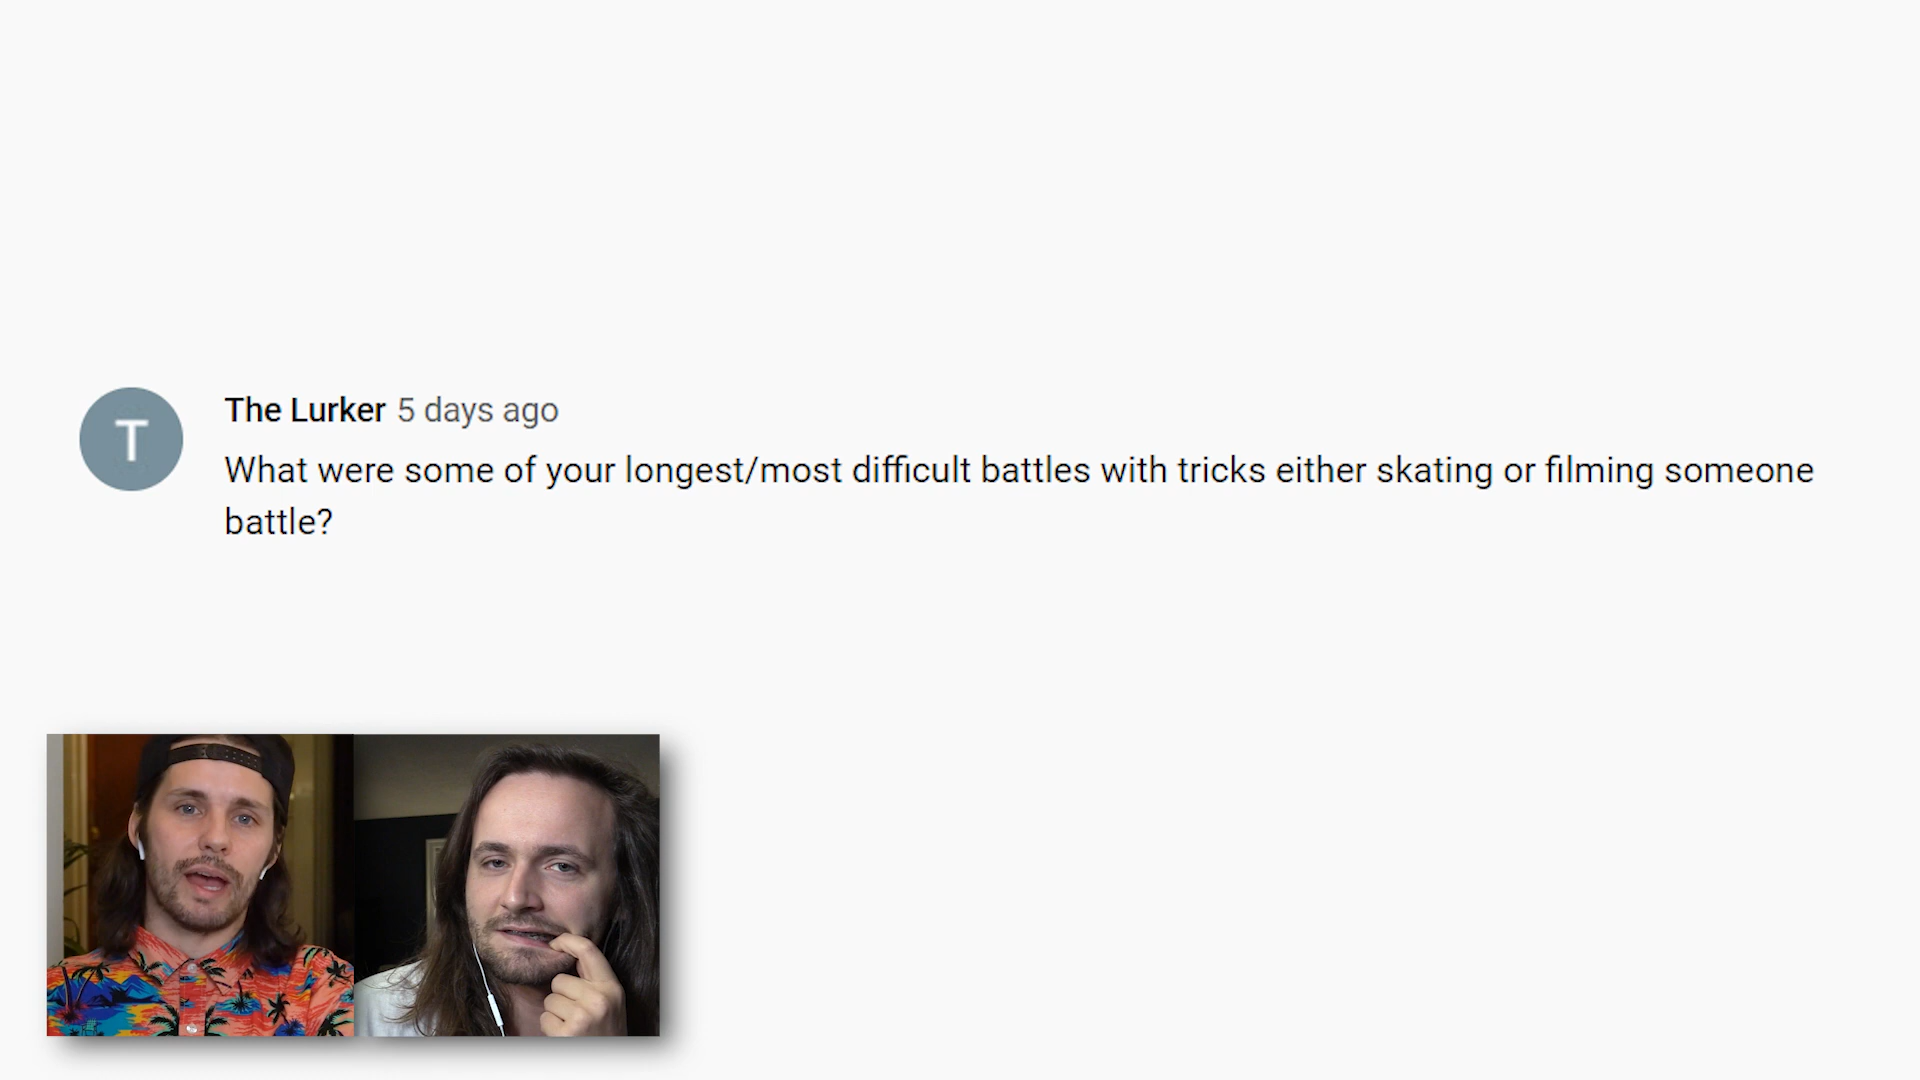 T
The Lurker 5 days ago
What were some of your longest/most difficult battles with tricks either skating or filming someone
battle?